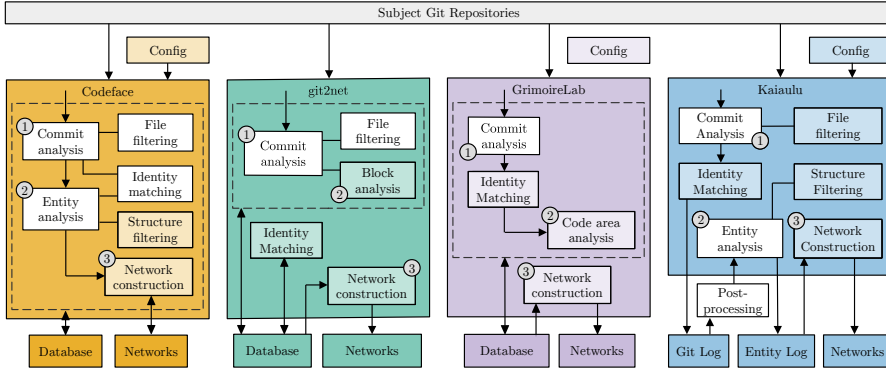 Subject Git Repositories
Config
Codeface
1
Commit
analysis
File
filtering
Identity
matching
2
Entity
analysis
Structure
filtering
3
Network
construction
Database
Networks
git2net
1
Commit
analysis
File
filtering
Block
analysis
2
Identity
Matching
Network
construction
3
Database
Networks
Config
GrimoireLab
Commit
analysis
1
Identity
Matching
2
Code area
analysis
3
Network
construction
Database
Networks
Config
Kaiaulu
Commit
Analysis
1
File
filtering
Identity
Matching
Structure
Filtering
2
Entity
analysis
3
Network
Construction
Post-
processing
Git Log
Entity Log
Networks